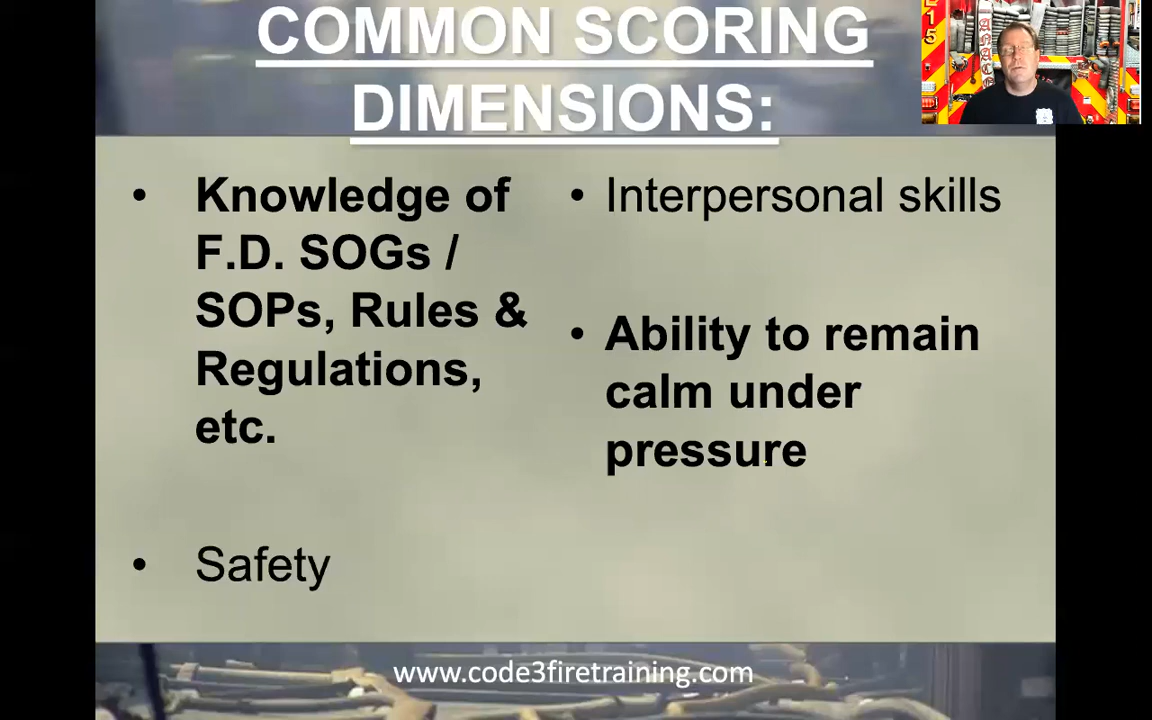 COMMON SCORING
DIMENSIONS:
• Knowledge of
F.D. SOGs /
SOPs, Rules &
Regulations,
etc.
• Safety
• Interpersonal skills
• Ability to remain
calm under
pressure
www.code3firetraining.com
E15